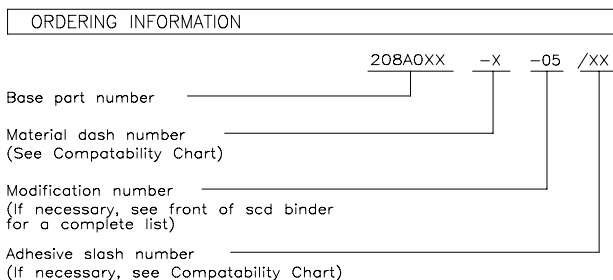 ORDERING INFORMATION
208A0XX -X -05 /XX
Base part number
Material dash number
(See Compatability Chart)
Modification number
(If necessary, see front of scd binder
for a complete list)
Adhesive slash number
(If necessary, see Compatability Chart)